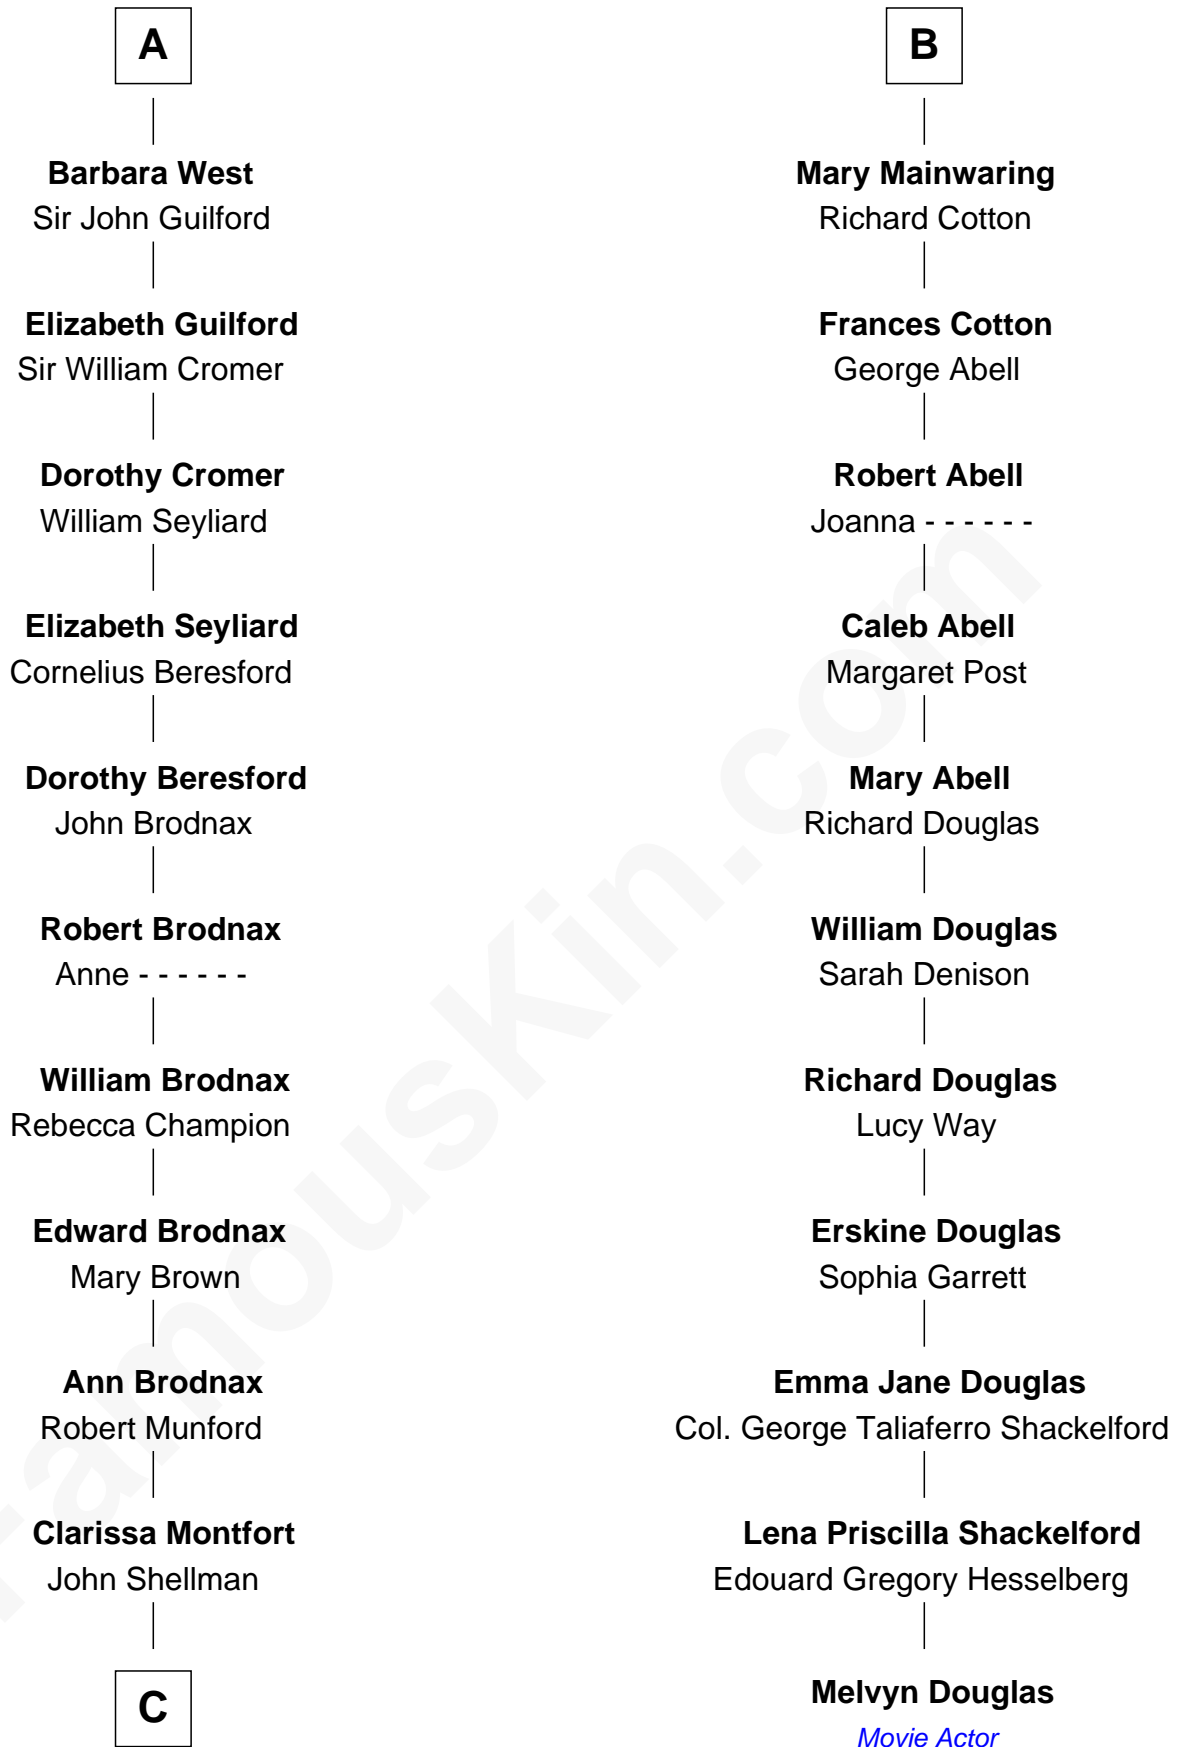 A
Barbara West
Sir John Guilford
Elizabeth Guilford
Sir William Cromer
Dorothy Cromer
William Seyliard
Elizabeth Seyliard
Cornelius Beresford
Dorothy Beresford
John Brodnax
Robert Brodnax
Anne - - - - - -
William Brodnax
Rebecca Champion
Edward Brodnax
Mary Brown
Ann Brodnax
Robert Munford
Clarissa Montfort
John Shellman
C
B
Mary Mainwaring
Richard Cotton
Frances Cotton
George Abell
Robert Abell
Joanna - - - - - -
Caleb Abell
Margaret Post
Mary Abell
Richard Douglas
William Douglas
Sarah Denison
Richard Douglas
Lucy Way
Erskine Douglas
Sophia Garrett
Emma Jane Douglas
Col. George Taliaferro Shackelford
Lena Priscilla Shackelford
Edouard Gregory Hesselberg
Melvyn Douglas
Movie Actor
FamousKin.com